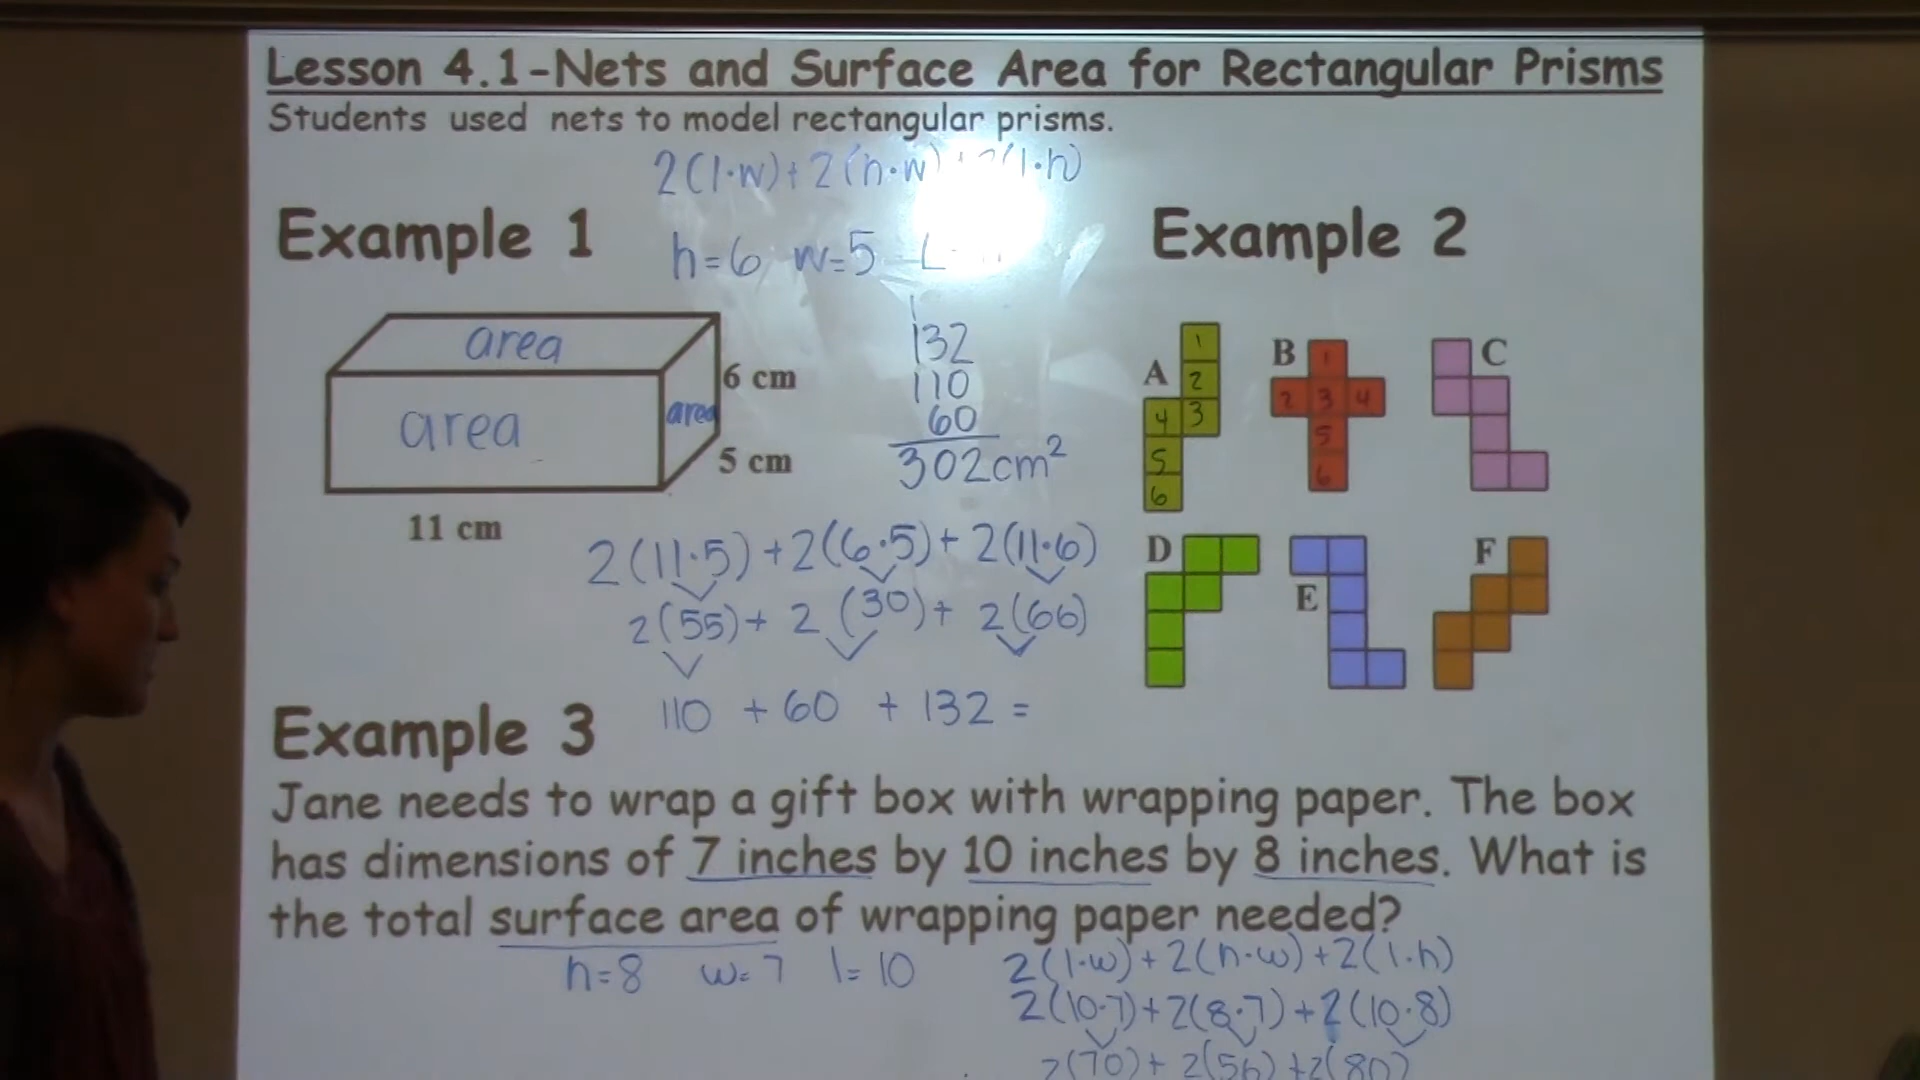 Lesson 4.1-Nets and Surface Area for Rectangular Prisms
Students used nets to model rectangular prisms.
2(l·w)+2(h·w)+2(l·h)
Example 1
h=6 w=5 L
area
area
area
6 cm
5 cm
11 cm
1
132
110
60
302cm²
2(11·5)+2(6·5)+2(11·6)
2(55)+2(30)+2(66)
110+60+132=
Example 2
A
1
2
4 3
5
6
B
1
2 3 4
5
6
C
D
E
F
Example 3
Jane needs to wrap a gift box with wrapping paper. The box
has dimensions of 7 inches by 10 inches by 8 inches. What is
the total surface area of wrapping paper needed?
h=8 w=7 l=10
2(l·w)+2(h·w)+2(l·h)
2(10·7)+2(8·7)+2(10·8)
2(70)+2(56)+2(80)